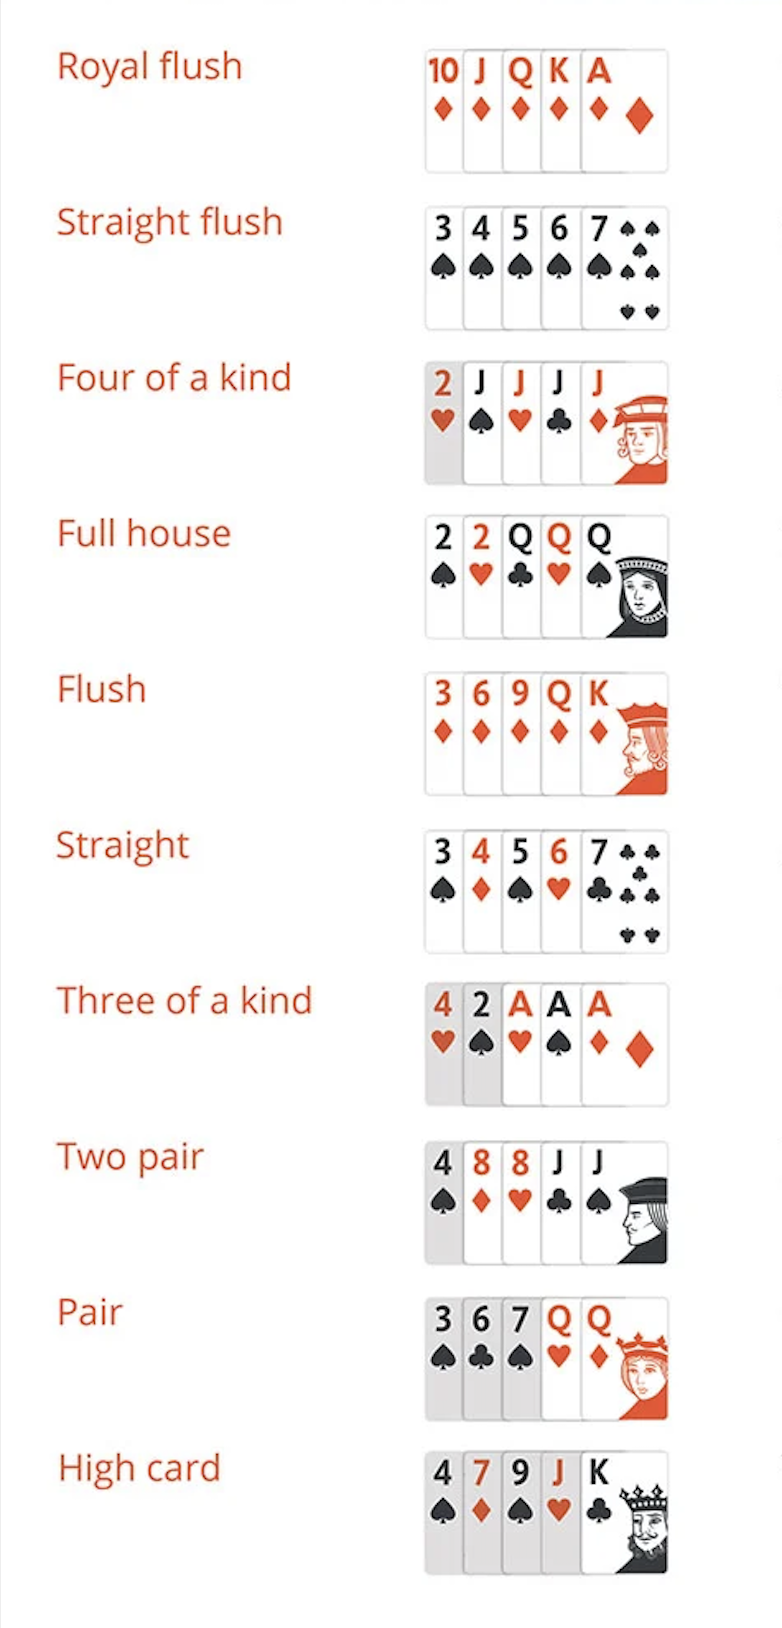 Royal flush 10 J Q K A
Straight flush 3 4 5 6 7
Four of a kind 2 J J J J
Full house 2 2 Q Q Q
Flush 3 6 9 Q K
Straight 3 4 5 6 7
Three of a kind 4 2 A A A
Two pair 4 8 8 J J
Pair 3 6 7 Q Q
High card 4 7 9 J K